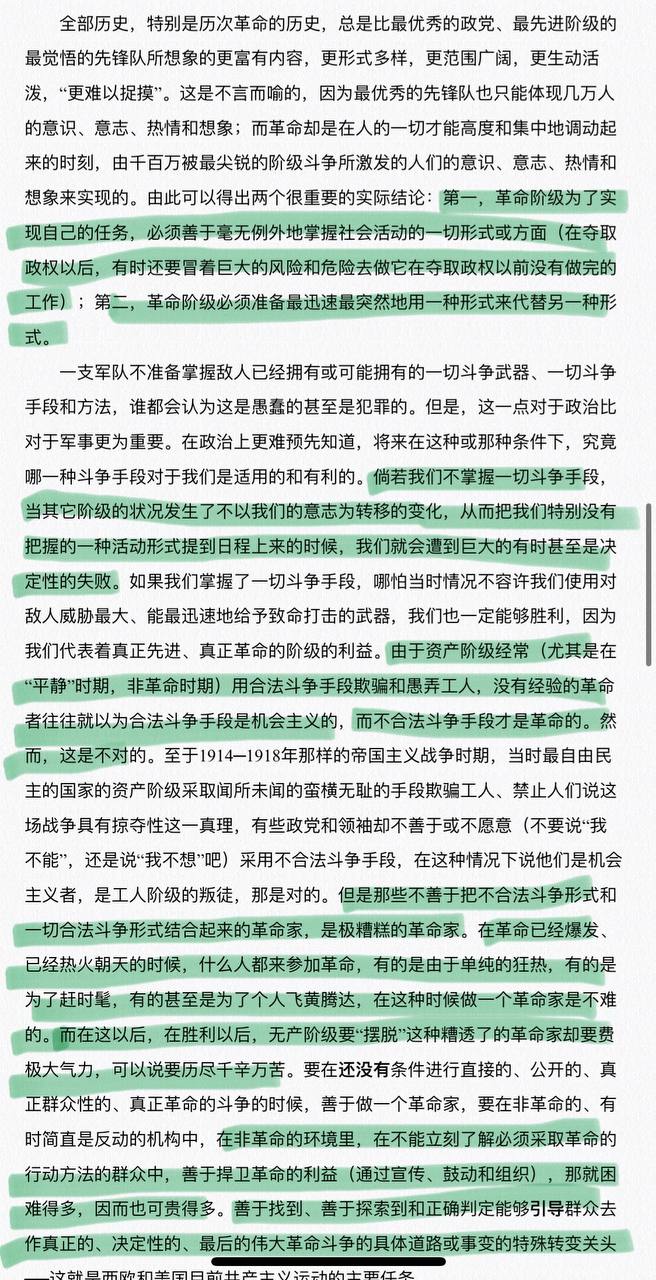 全部历史，特别是历次革命的历史，总是比最优秀的政党、最先进阶级的
最觉悟的先锋队所想象的更富有内容，更形式多样，更范围广阔，更生动活
泼，“更难以捉摸”。这是不言而喻的，因为最优秀的先锋队也只能体现几万人
的意识、意志、热情和想象；而革命却是在人的一切才能高度和集中地调动起
来的时刻，由千百万被最尖锐的阶级斗争所激发的人们的意识、意志、热情和
想象来实现的。由此可以得出两个很重要的实际结论：第一，革命阶级为了实
现自己的任务，必须善于毫无例外地掌握社会活动的一切形式或方面（在夺取
政权以后，有时还要冒着巨大的风险和危险去做它在夺取政权以前没有做完的
工作）；第二，革命阶级必须准备最迅速最突然地用一种形式来代替另一种形
式。
一支军队不准备掌握敌人已经拥有或可能拥有的一切斗争武器、一切斗争
手段和方法，谁都会认为这是愚蠢的甚至是犯罪的。但是，这一点对于政治比
对于军事更为重要。在政治上更难预先知道，将来在这种或那种条件下，究竟
哪一种斗争手段对于我们是适用的和有利的。倘若我们不掌握一切斗争手段，
当其它阶级的状况发生了不以我们的意志为转移的变化，从而把我们特别没有
把握的一种活动形式提到日程上来的时候，我们就会遭到巨大的有时甚至是决
定性的失败。如果我们掌握了一切斗争手段，哪怕当时情况不容许我们使用对
敌人威胁最大、能最迅速地给予致命打击的武器，我们也一定能够胜利，因为
我们代表着真正先进、真正革命的阶级的利益。由于资产阶级经常（尤其是在
“平静”时期，非革命时期）用合法斗争手段欺骗和愚弄工人，没有经验的革命
者往往就以为合法斗争手段是机会主义的，而不合法斗争手段才是革命的。然
而，这是不对的。至于1914—1918年那样的帝国主义战争时期，当时最自由民
主的国家的资产阶级采取闻所未闻的蛮横无耻的手段欺骗工人、禁止人们说这
场战争具有掠夺性这一真理，有些政党和领袖却不善于或不愿意（不要说“我
不能”，还是说“我不想”吧）采用不合法斗争手段，在这种情况下说他们是机会
主义者，是工人阶级的叛徒，那是对的。但是那些不善于把不合法斗争形式和
一切合法斗争形式结合起来的革命家，是极糟糕的革命家。在革命已经爆发、
已经热火朝天的时候，什么人都来参加革命，有的是由于单纯的狂热，有的是
为了赶时髦，有的甚至是为了个人飞黄腾达，在这种时候做一个革命家是不难
的。而在这以后，在胜利以后，无产阶级要“摆脱”这种糟透了的革命家却要费
极大气力，可以说要历尽千辛万苦。要在还没有条件进行直接的、公开的、真
正群众性的、真正革命的斗争的时候，善于做一个革命家，要在非革命的、有
时简直是反动的机构中，在非革命的环境里，在不能立刻了解必须采取革命的
行动方法的群众中，善于捍卫革命的利益（通过宣传、鼓动和组织），那就困
难得多，因而也可贵得多。善于找到、善于探索到和正确判定能够引导群众去
作真正的、决定性的、最后的伟大革命斗争的具体道路或事变的特殊转变关头
——这就是西欧和美国目前共产主义运动的主要任务。